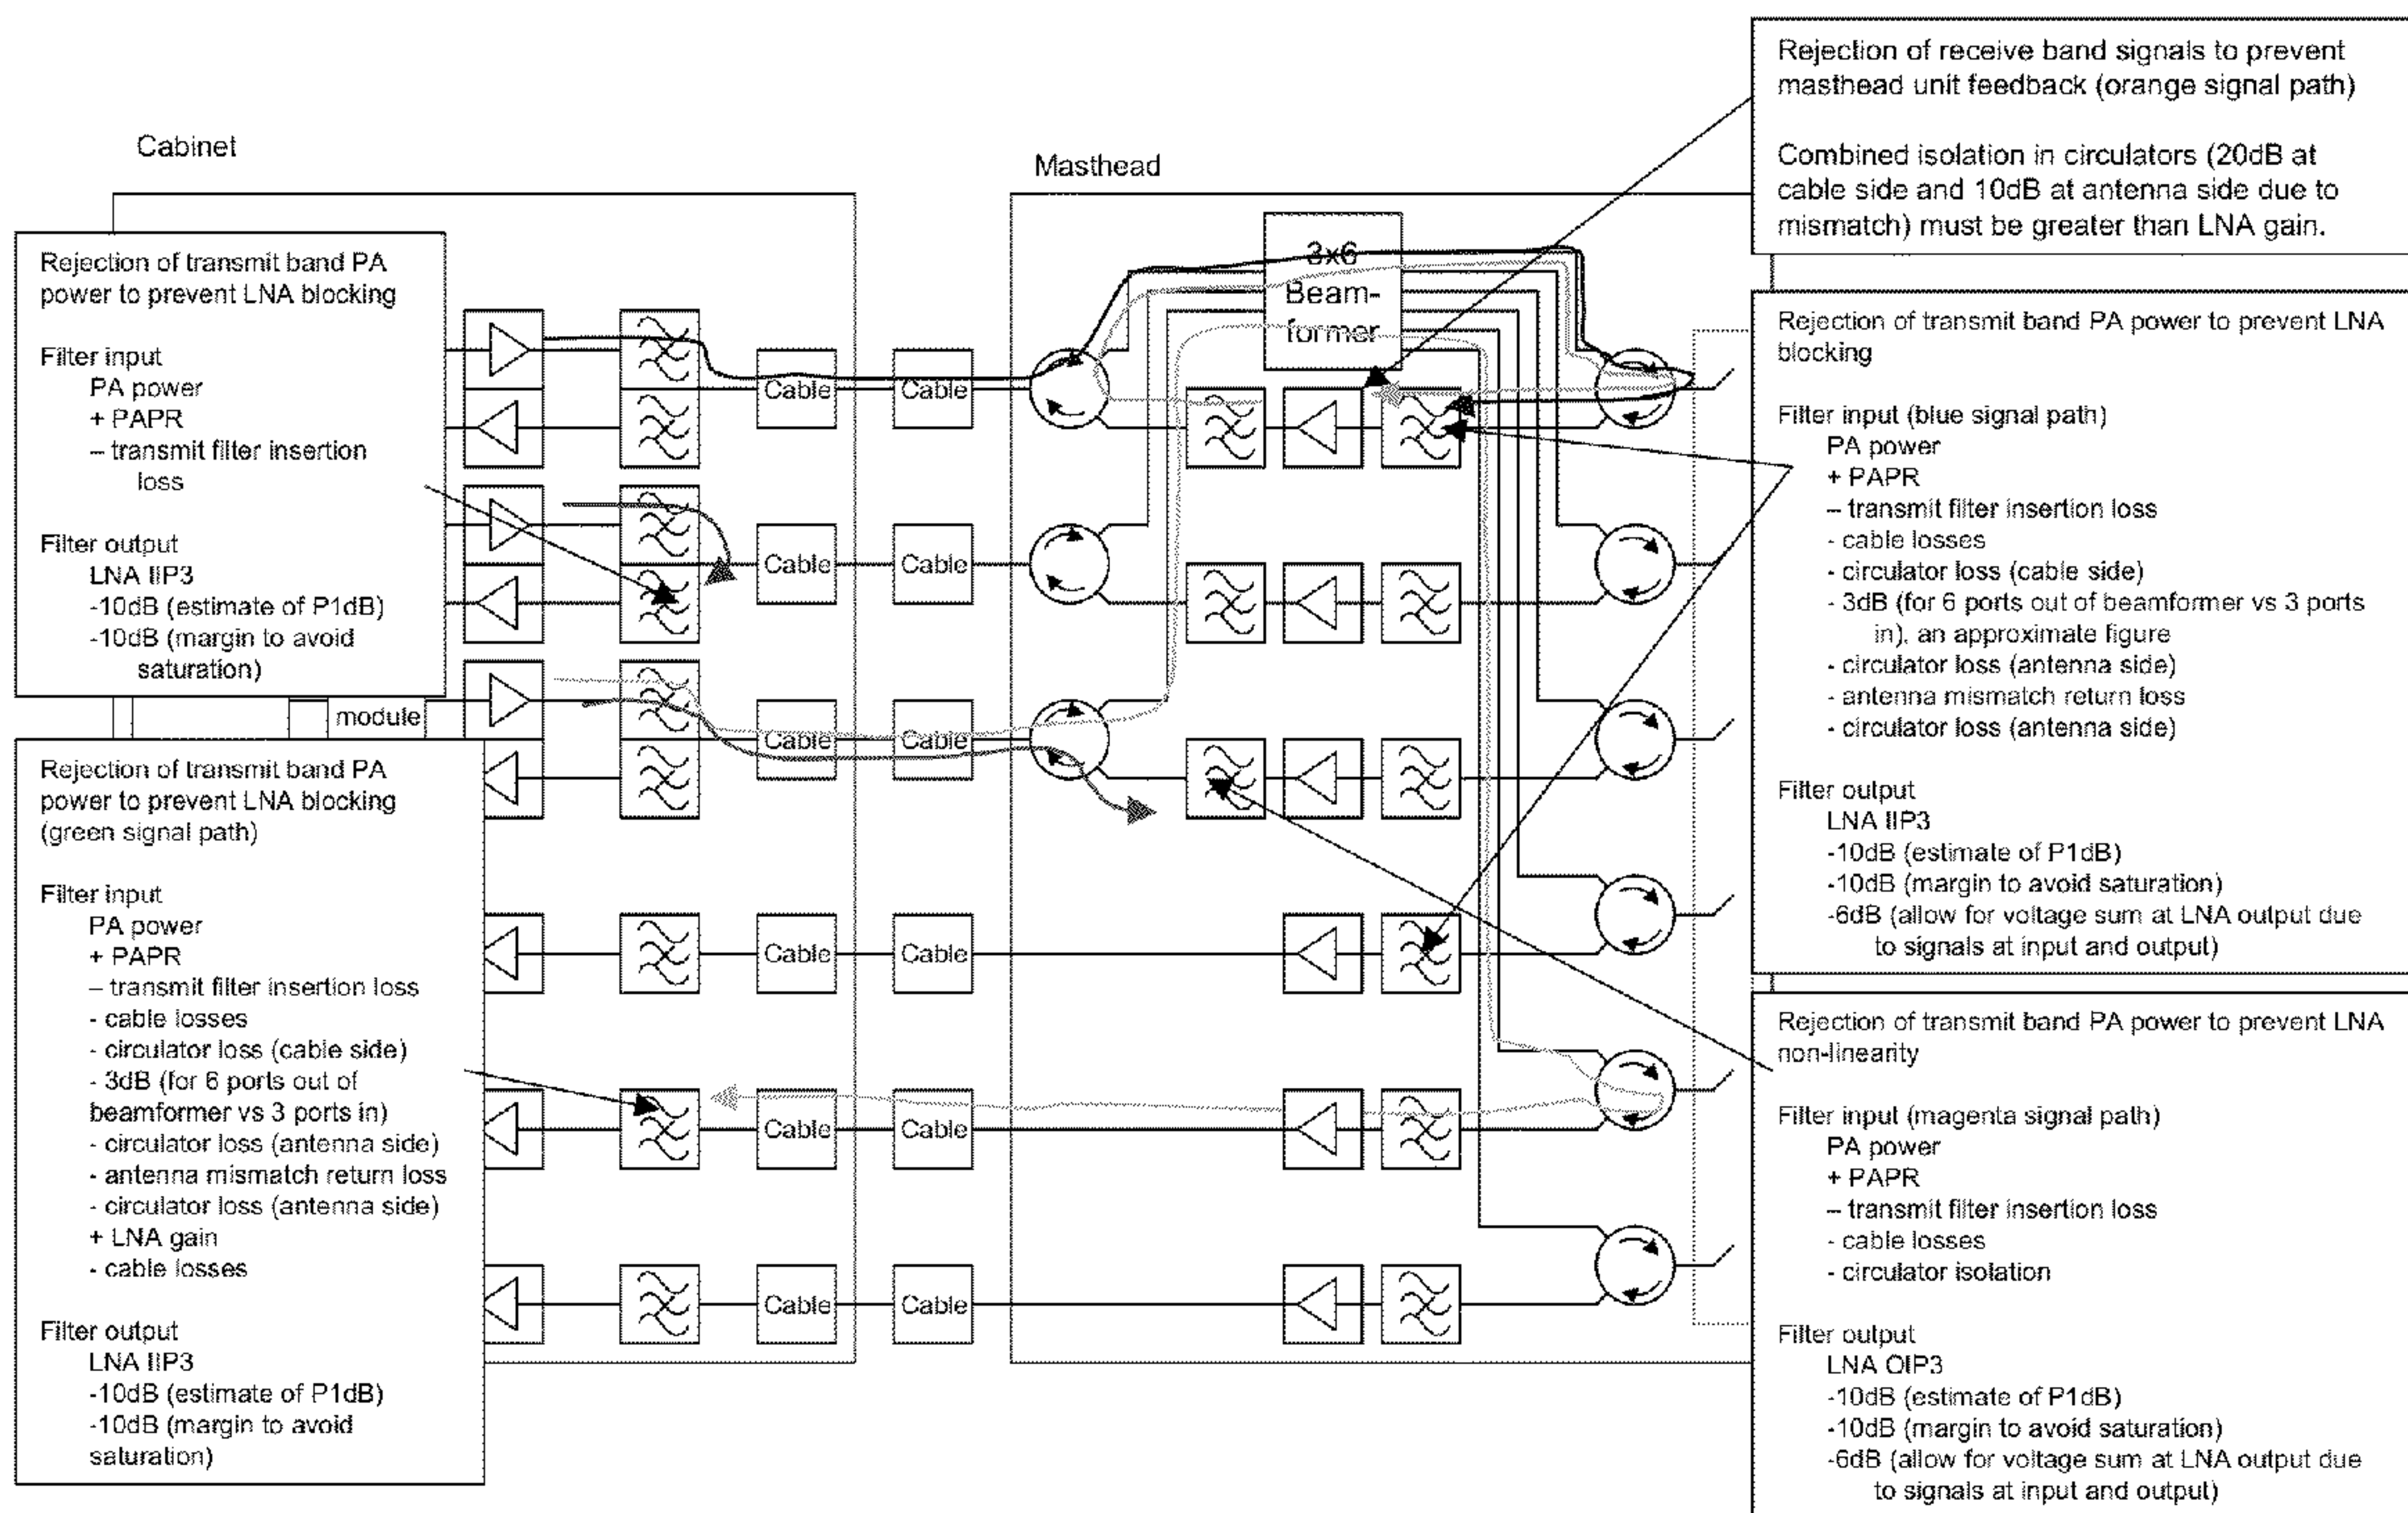 Cabinet
Masthead
Rejection of transmit band PA
power to prevent LNA blocking
Filter input
PA power
+ PAPR
– transmit filter insertion
loss
Filter output
LNA IIP3
-10dB (estimate of P1dB)
-10dB (margin to avoid
saturation)
module
Rejection of transmit band PA
power to prevent LNA blocking
(green signal path)
Filter input
PA power
+ PAPR
– transmit filter insertion loss
- cable losses
- circulator loss (cable side)
- 3dB (for 6 ports out of
beamformer vs 3 ports in)
- circulator loss (antenna side)
- antenna mismatch return loss
- circulator loss (antenna side)
+ LNA gain
- cable losses
Filter output
LNA IIP3
-10dB (estimate of P1dB)
-10dB (margin to avoid
saturation)
Cable Cable
Cable Cable
Cable Cable
Cable Cable
Cable Cable
Cable Cable
3x6
Beam-
former
Rejection of receive band signals to prevent
masthead unit feedback (orange signal path)
Combined isolation in circulators (20dB at
cable side and 10dB at antenna side due to
mismatch) must be greater than LNA gain.
Rejection of transmit band PA power to prevent LNA
blocking
Filter input (blue signal path)
PA power
+ PAPR
– transmit filter insertion loss
- cable losses
- circulator loss (cable side)
- 3dB (for 6 ports out of beamformer vs 3 ports
in), an approximate figure
- circulator loss (antenna side)
- antenna mismatch return loss
- circulator loss (antenna side)
Filter output
LNA IIP3
-10dB (estimate of P1dB)
-10dB (margin to avoid saturation)
-6dB (allow for voltage sum at LNA output due
to signals at input and output)
Rejection of transmit band PA power to prevent LNA
non-linearity
Filter input (magenta signal path)
PA power
+ PAPR
– transmit filter insertion loss
- cable losses
- circulator isolation
Filter output
LNA OIP3
-10dB (estimate of P1dB)
-10dB (margin to avoid saturation)
-6dB (allow for voltage sum at LNA output due
to signals at input and output)